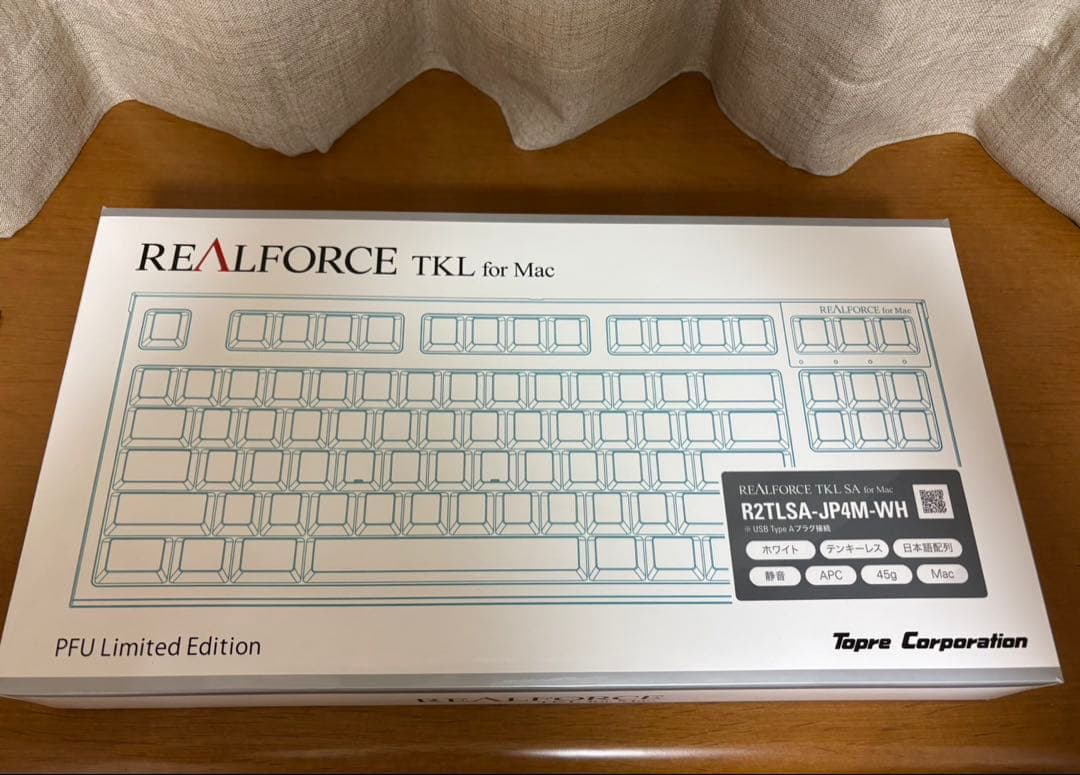 REALFORCE TKL for Mac
REALFORCE for Mac
REALFORCE TKL SA for Mac
R2TLSA-JP4M-WH
※ USB Type Aプラグ接続
ホワイト テンキーレス 日本語配列
静音 APC 45g Mac
PFU Limited Edition
Topre Corporation
REALFORCE